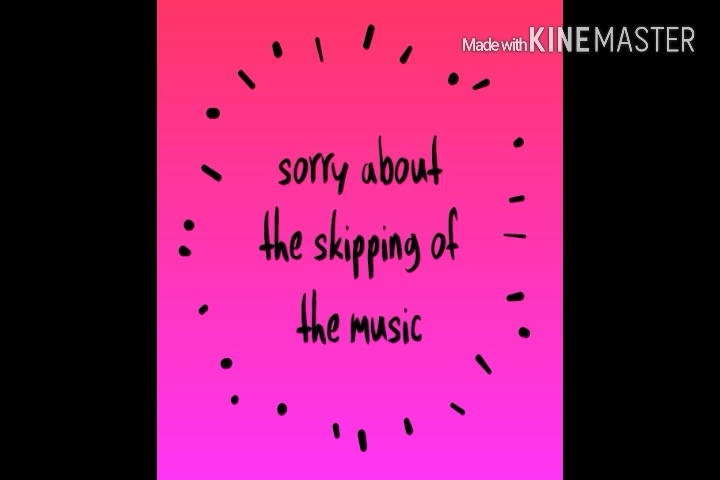 Made with KINEMASTER
sorry about
the skipping of
the music